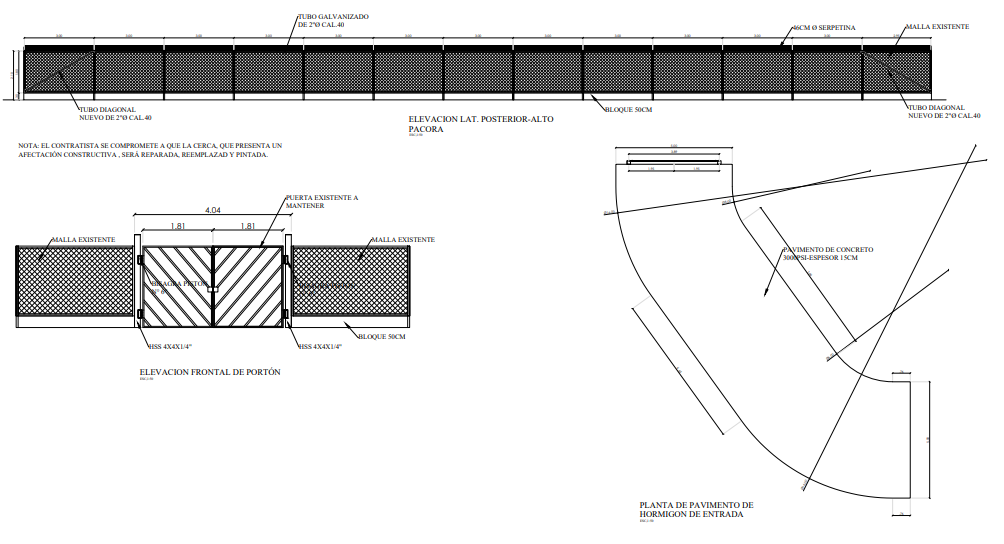 TUBO GALVANIZADO
DE 2"Ø CAL.40
46CM Ø SERPETINA
MALLA EXISTENTE
TUBO DIAGONAL
NUEVO DE 2"Ø CAL.40
BLOQUE 50CM
TUBO DIAGONAL
NUEVO DE 2"Ø CAL.40
ELEVACION LAT. POSTERIOR-ALTO
PACORA
NOTA: EL CONTRATISTA SE COMPROMETE A QUE LA CERCA, QUE PRESENTA UN
AFECTACIÓN CONSTRUCTIVA , SERÁ REPARADA, REEMPLAZAD Y PINTADA.
PUERTA EXISTENTE A
MANTENER
4.04
1.81
1.81
MALLA EXISTENTE
MALLA EXISTENTE
BISAGRA PISTON
BLOQUE 50CM
HSS 4X4X1/4"
HSS 4X4X1/4"
ELEVACION FRONTAL DE PORTÓN
PAVIMENTO DE CONCRETO
3000PSI-ESPESOR 15CM
PLANTA DE PAVIMENTO DE
HORMIGON DE ENTRADA